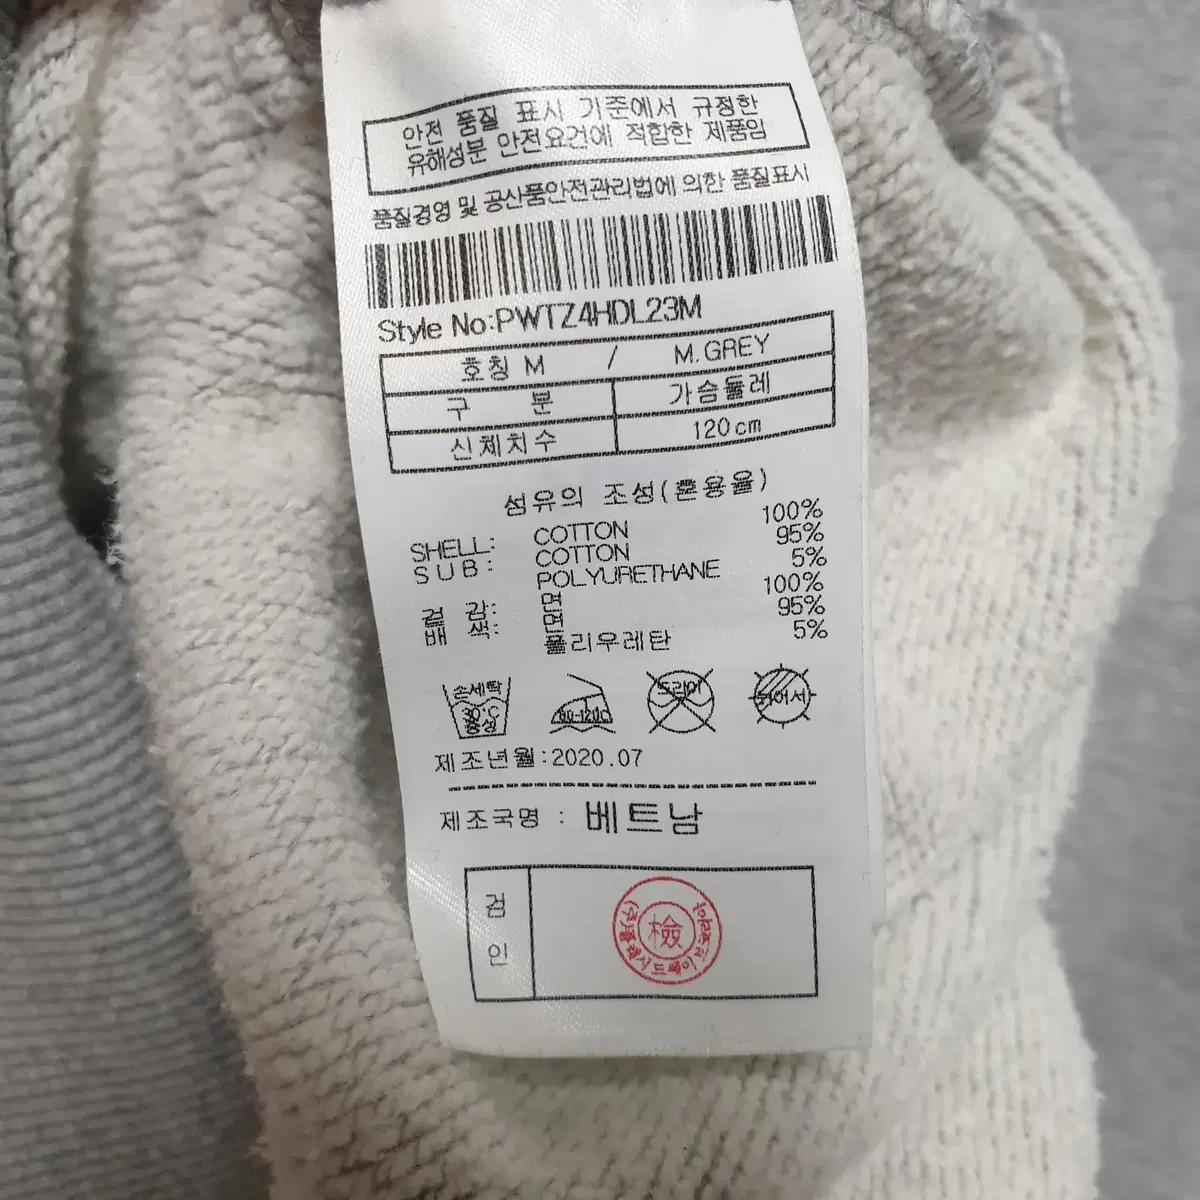 안전 품질 표시 기준에서 규정한
유해성분 안전요건에 적합한 제품임
품질경영 및 공산품안전관리법에 의한 품질표시
Style No:PWTZ4HDL23M
호칭 M / M.GREY
구 분 가슴둘레
신체치수 120cm
섬유의 조성(혼용율)
SHELL: COTTON 100%
SUB: COTTON 95%
POLYURETHANE 5%
겉 감: 면 100%
배 색: 면 95%
폴리우레탄 5%
손세탁 드라이 뉘어서
중성 80-120℃
제조년월:2020.07
제조국명 : 베트남
검
인
檢